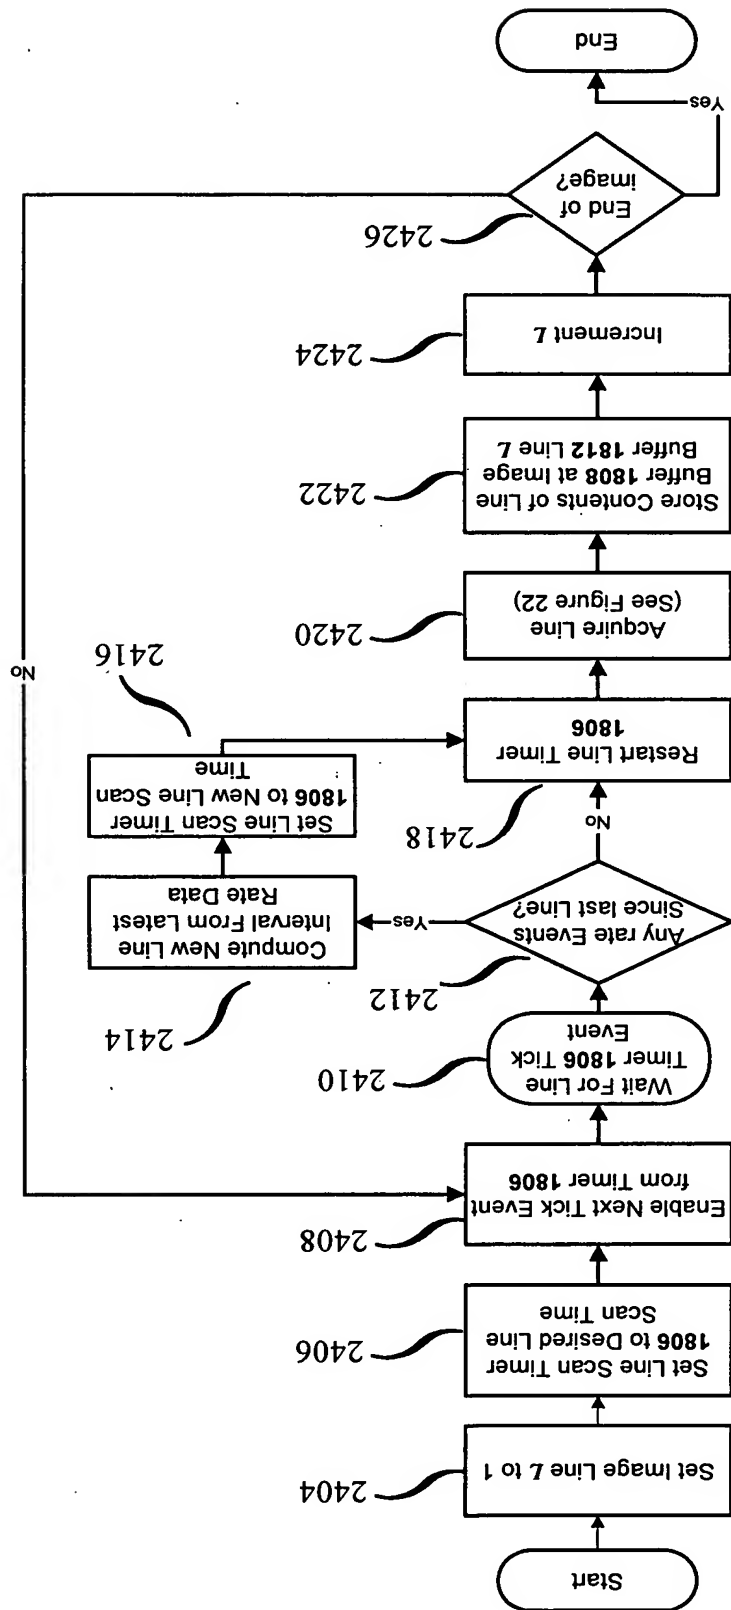 Start
Set Image Line L to 1
2404
Set Line Scan Timer
1806 to Desired Line
Scan Time
2406
Enable Next Tick Event
from Timer 1806
2408
Wait For Line
Timer 1806 Tick
Event
2410
Any rate Events
Since last Line?
2412
Yes
No
Compute New Line
Interval From Latest
Rate Data
2414
Set Line Scan Timer
1806 to New Line Scan
Time
2416
Restart Line Timer
1806
2418
Acquire Line
(See Figure 22)
2420
Store Contents of Line
Buffer 1808 at Image
Buffer 1812 Line L
2422
Increment L
2424
End of
image?
2426
No
Yes
End